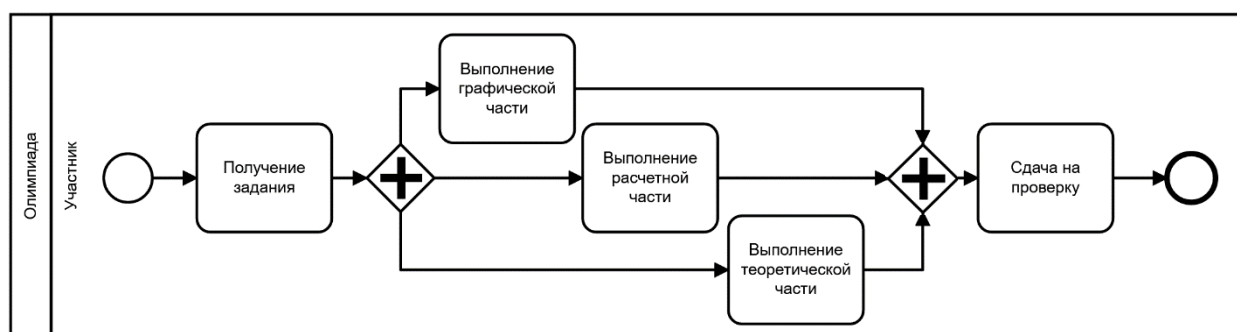 Олимпиада
Участник
Получение
задания
Выполнение
графической
части
Выполнение
расчетной
части
Выполнение
теоретической
части
Сдача на
проверку